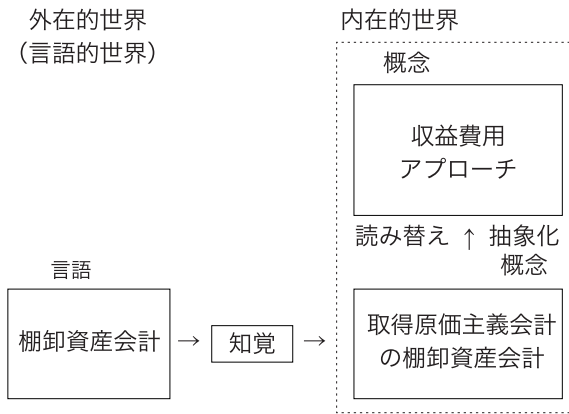 外在的世界
（言語的世界）
内在的世界
概念
収益費用
アプローチ
読み替え ↑ 抽象化
概念
言語
棚卸資産会計
→
知覚
→
取得原価主義会計
の棚卸資産会計